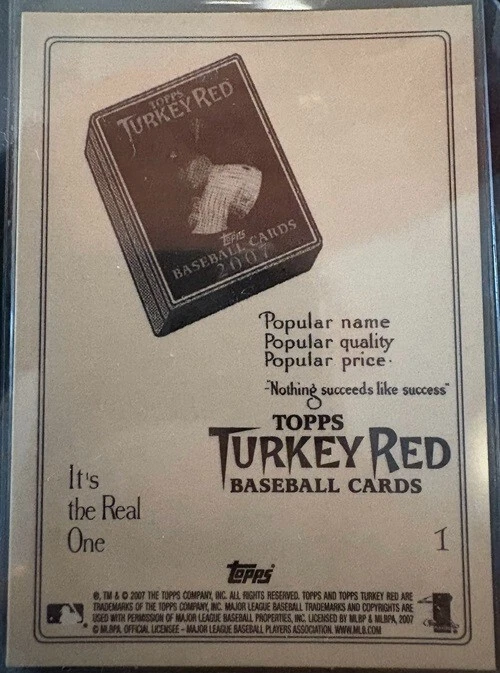 TOPPS
TURKEY RED
Topps
BASEBALL CARDS
2007
Popular name
Popular quality
Popular price.
"Nothing succeeds like success"
TOPPS
TURKEY RED
BASEBALL CARDS
It's
the Real
One
1
Topps
®, TM & © 2007 THE TOPPS COMPANY, INC. ALL RIGHTS RESERVED. TOPPS AND TOPPS TURKEY RED ARE
TRADEMARKS OF THE TOPPS COMPANY, INC. MAJOR LEAGUE BASEBALL TRADEMARKS AND COPYRIGHTS ARE
USED WITH PERMISSION OF MAJOR LEAGUE BASEBALL PROPERTIES, INC. LICENSED BY MLBP & MLBPA, 2007
© MLBPA. OFFICIAL LICENSEE - MAJOR LEAGUE BASEBALL PLAYERS ASSOCIATION. WWW.MLB.COM